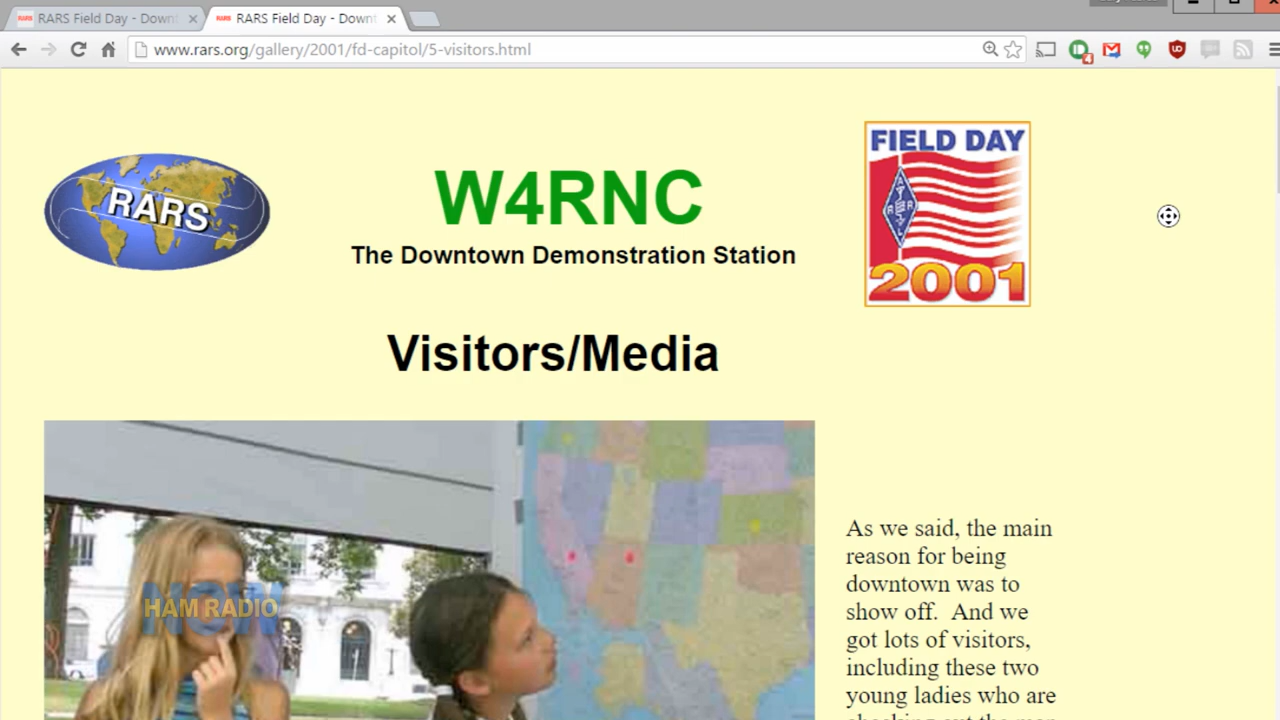 RARS Field Day - Downt
RARS Field Day - Downt
www.rars.org/gallery/2001/fd-capitol/5-visitors.html
4
RARS
W4RNC
The Downtown Demonstration Station
FIELD DAY
2001
Visitors/Media
HAM RADIO
NOW
As we said, the main
reason for being
downtown was to
show off. And we
got lots of visitors,
including these two
young ladies who are